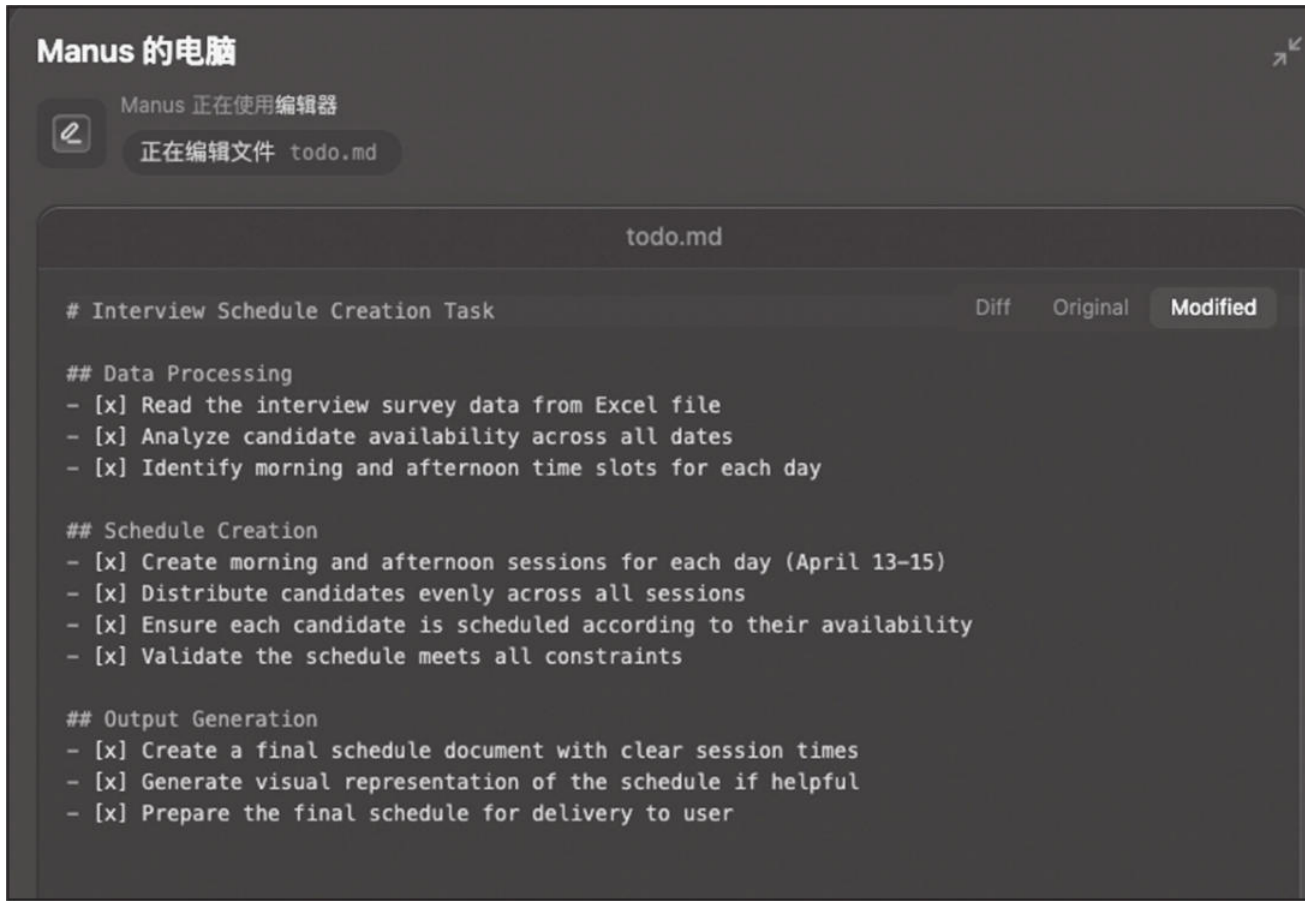 Manus 的电脑
Manus 正在使用编辑器
正在编辑文件 todo.md
todo.md
# Interview Schedule Creation Task
Diff Original Modified
## Data Processing
– [x] Read the interview survey data from Excel file
– [x] Analyze candidate availability across all dates
– [x] Identify morning and afternoon time slots for each day
## Schedule Creation
– [x] Create morning and afternoon sessions for each day (April 13–15)
– [x] Distribute candidates evenly across all sessions
– [x] Ensure each candidate is scheduled according to their availability
– [x] Validate the schedule meets all constraints
## Output Generation
– [x] Create a final schedule document with clear session times
– [x] Generate visual representation of the schedule if helpful
– [x] Prepare the final schedule for delivery to user